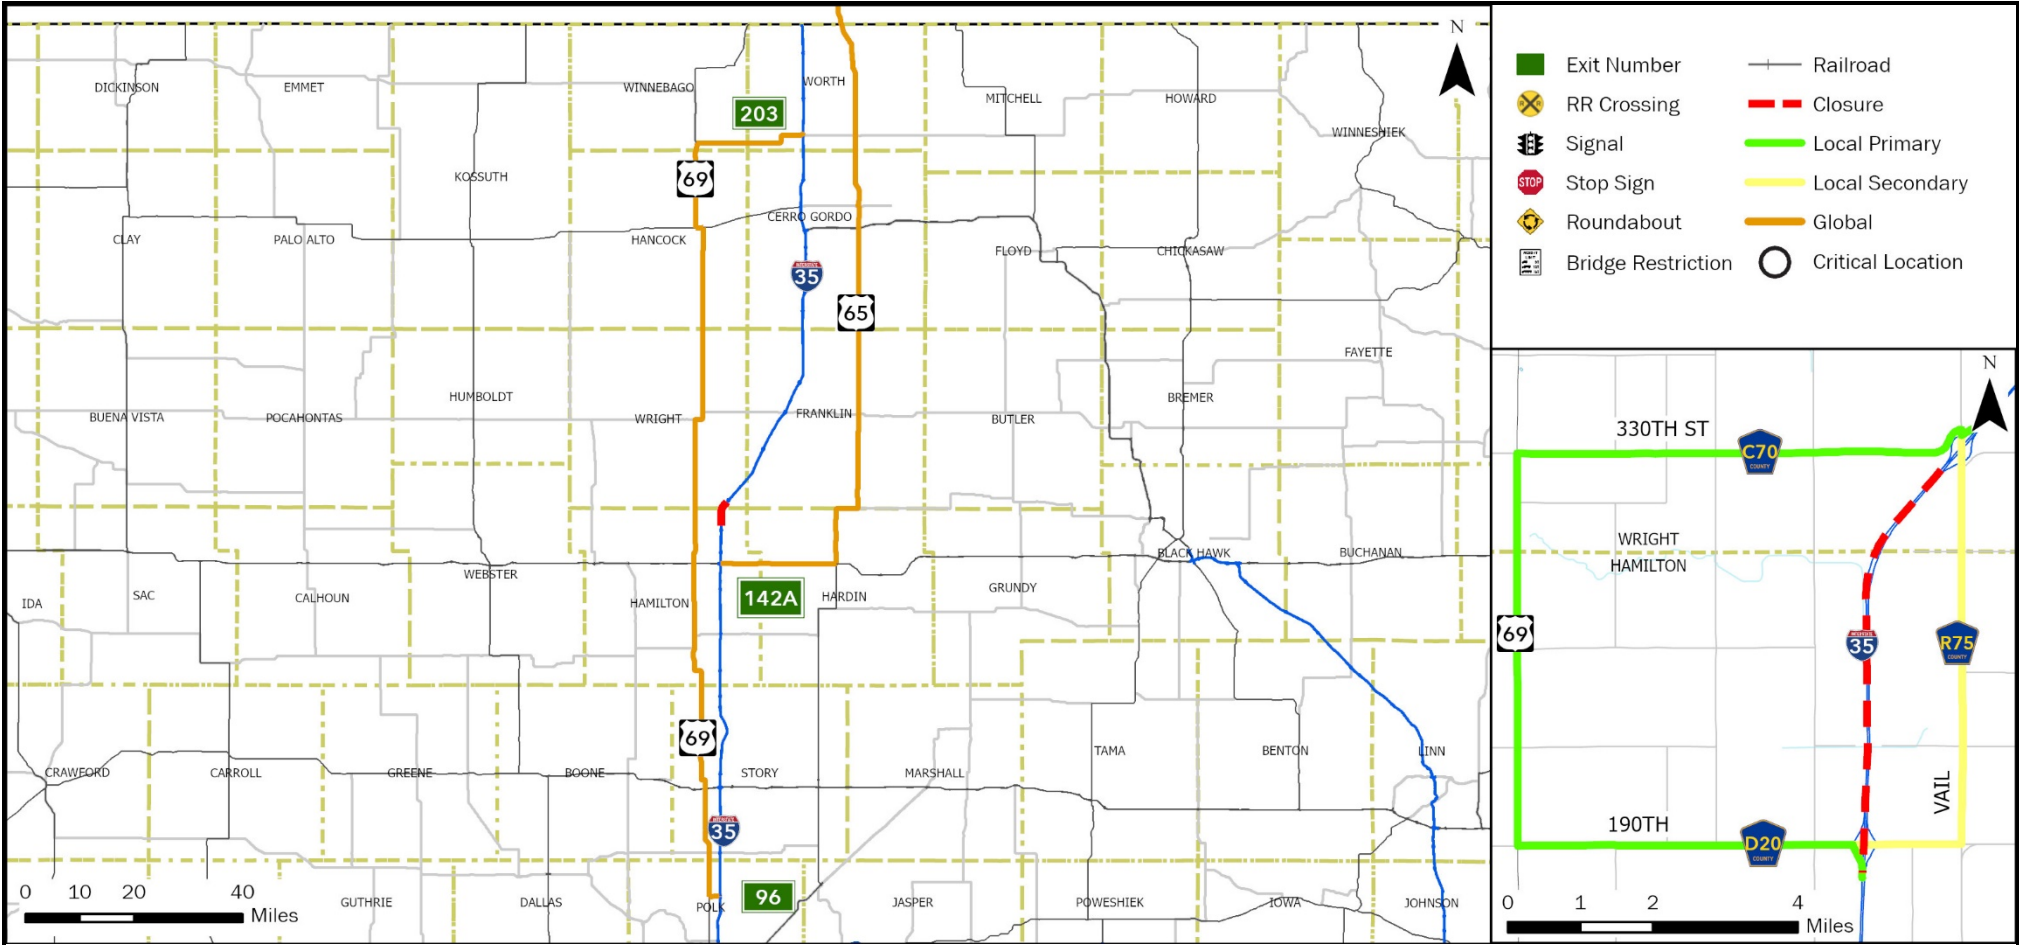 N
DICKINSON
EMMET
WINNEBAGO
WORTH
MITCHELL
HOWARD
WINNESHIEK
203
69
KOSSUTH
CLAY
PALO ALTO
HANCOCK
CERRO GORDO
FLOYD
CHICKASAW
35
65
FAYETTE
BUENA VISTA
POCAHONTAS
HUMBOLDT
WRIGHT
FRANKLIN
BUTLER
BREMER
BLACK HAWK
BUCHANAN
IDA
SAC
CALHOUN
WEBSTER
HAMILTON
142A
HARDIN
GRUNDY
69
CRAWFORD
CARROLL
GREENE
BOONE
STORY
MARSHALL
TAMA
BENTON
LINN
35
96
GUTHRIE
DALLAS
POLK
JASPER
POWESHIEK
IOWA
JOHNSON
0 10 20 40
Miles
Exit Number
RR Crossing
Signal
STOP
Stop Sign
Roundabout
Bridge Restriction
Railroad
Closure
Local Primary
Local Secondary
Global
Critical Location
N
330TH ST
C70
COUNTY
WRIGHT
HAMILTON
69
35
R75
COUNTY
VAIL
190TH
D20
COUNTY
0 1 2 4
Miles